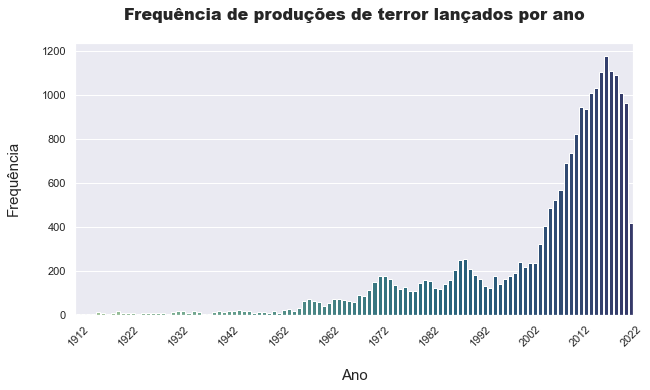 Frequência de produções de terror lançados por ano
1200
1000
800
600
400
200
0
Frequência
1912 1922 1932 1942 1952 1962 1972 1982 1992 2002 2012 2022
Ano